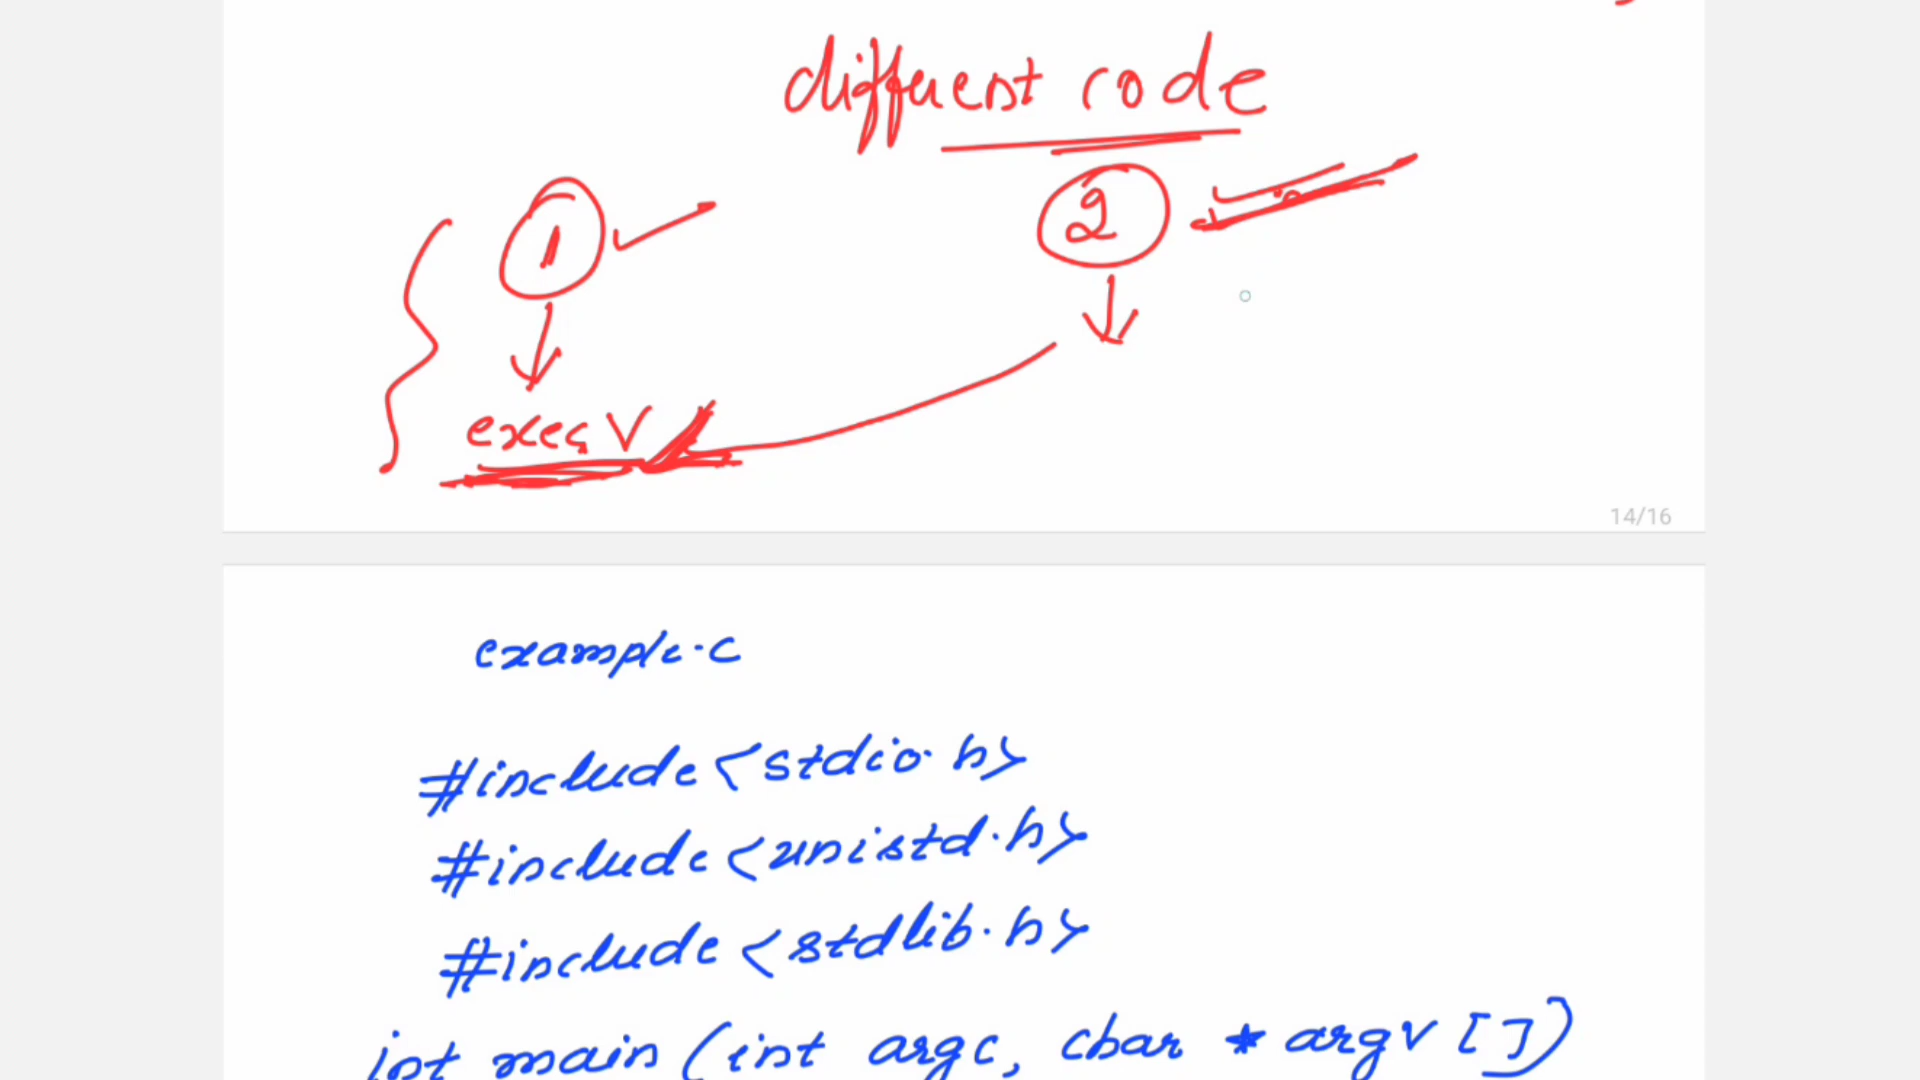 different code
1
2
execv
14/16
example.c
#include <stdio.h>
#include <unistd.h>
#include <stdlib.h>
int main (int argc, char * argv [])